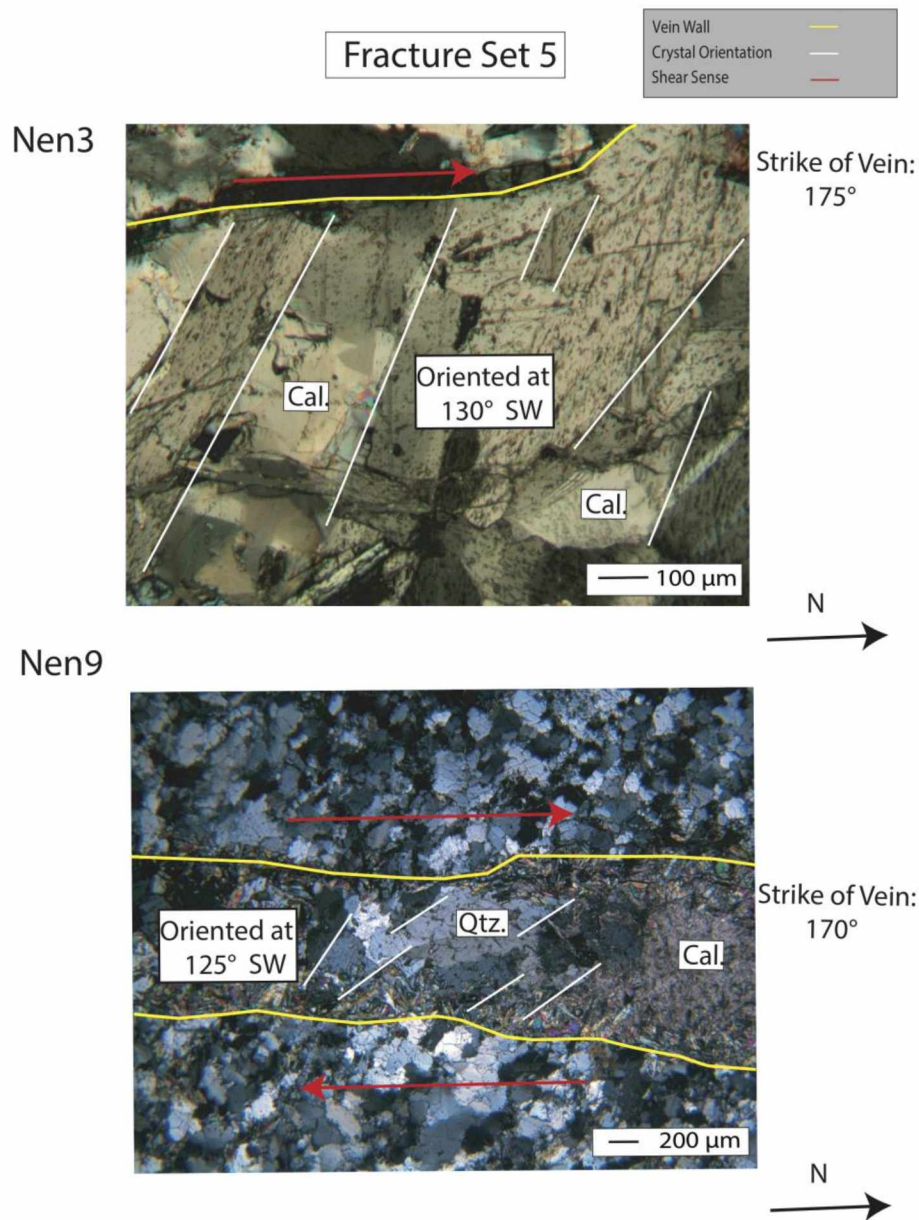 Fracture Set 5
Vein Wall
Crystal Orientation
Shear Sense
Nen3
Strike of Vein:
175°
Cal.
Oriented at
130° SW
Cal.
100 µm
N
Nen9
Oriented at
125° SW
Qtz.
Cal.
Strike of Vein:
170°
200 µm
N